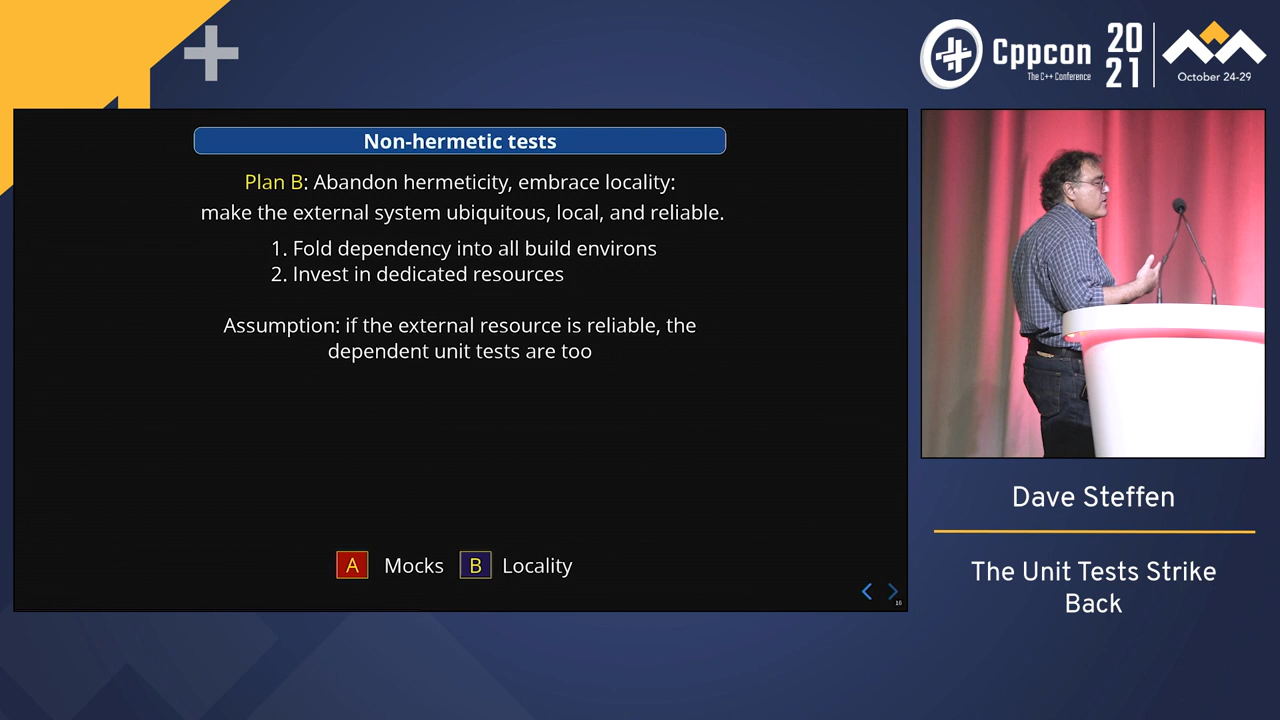 Cppcon
The C++ Conference
20
21
October 24-29
Non-hermetic tests
Plan B: Abandon hermeticity, embrace locality:
make the external system ubiquitous, local, and reliable.
1. Fold dependency into all build environs
2. Invest in dedicated resources
Assumption: if the external resource is reliable, the
dependent unit tests are too
A Mocks B Locality
16
Dave Steffen
The Unit Tests Strike
Back